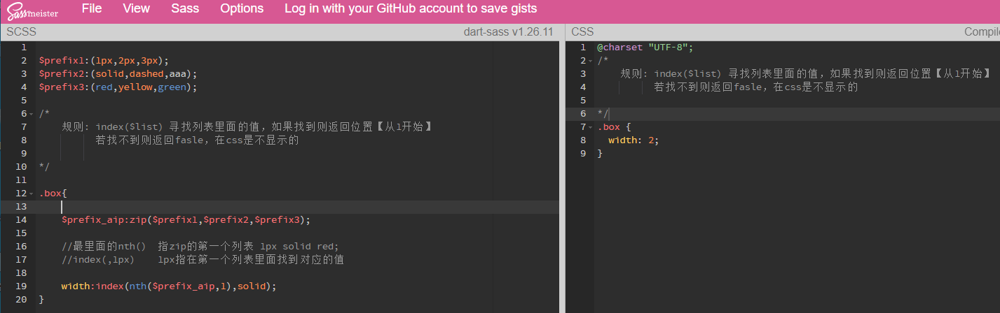 Sass meister File View Sass Options Log in with your GitHub account to save gists
SCSS dart-sass v1.26.11
1
2 $prefix1:(1px,2px,3px);
3 $prefix2:(solid,dashed,aaa);
4 $prefix3:(red,yellow,green);
5
6 /*
7 规则: index($list) 寻找列表里面的值, 如果找到则返回位置【从1开始】
8 若找不到则返回fasle, 在css是不显示的
9
10 */
11
12 .box{
13
14 $prefix_aip:zip($prefix1,$prefix2,$prefix3);
15
16 //最里面的nth() 指zip的第一个列表 1px solid red;
17 //index(,1px) 1px指在第一个列表里面找到对应的值
18
19 width:index(nth($prefix_aip,1),solid);
20 }
CSS Compile
1 @charset "UTF-8";
2 /*
3 规则: index($list) 寻找列表里面的值, 如果找到则返回位置【从1开始】
4 若找不到则返回fasle, 在css是不显示的
5
6 */
7 .box {
8 width: 2;
9 }